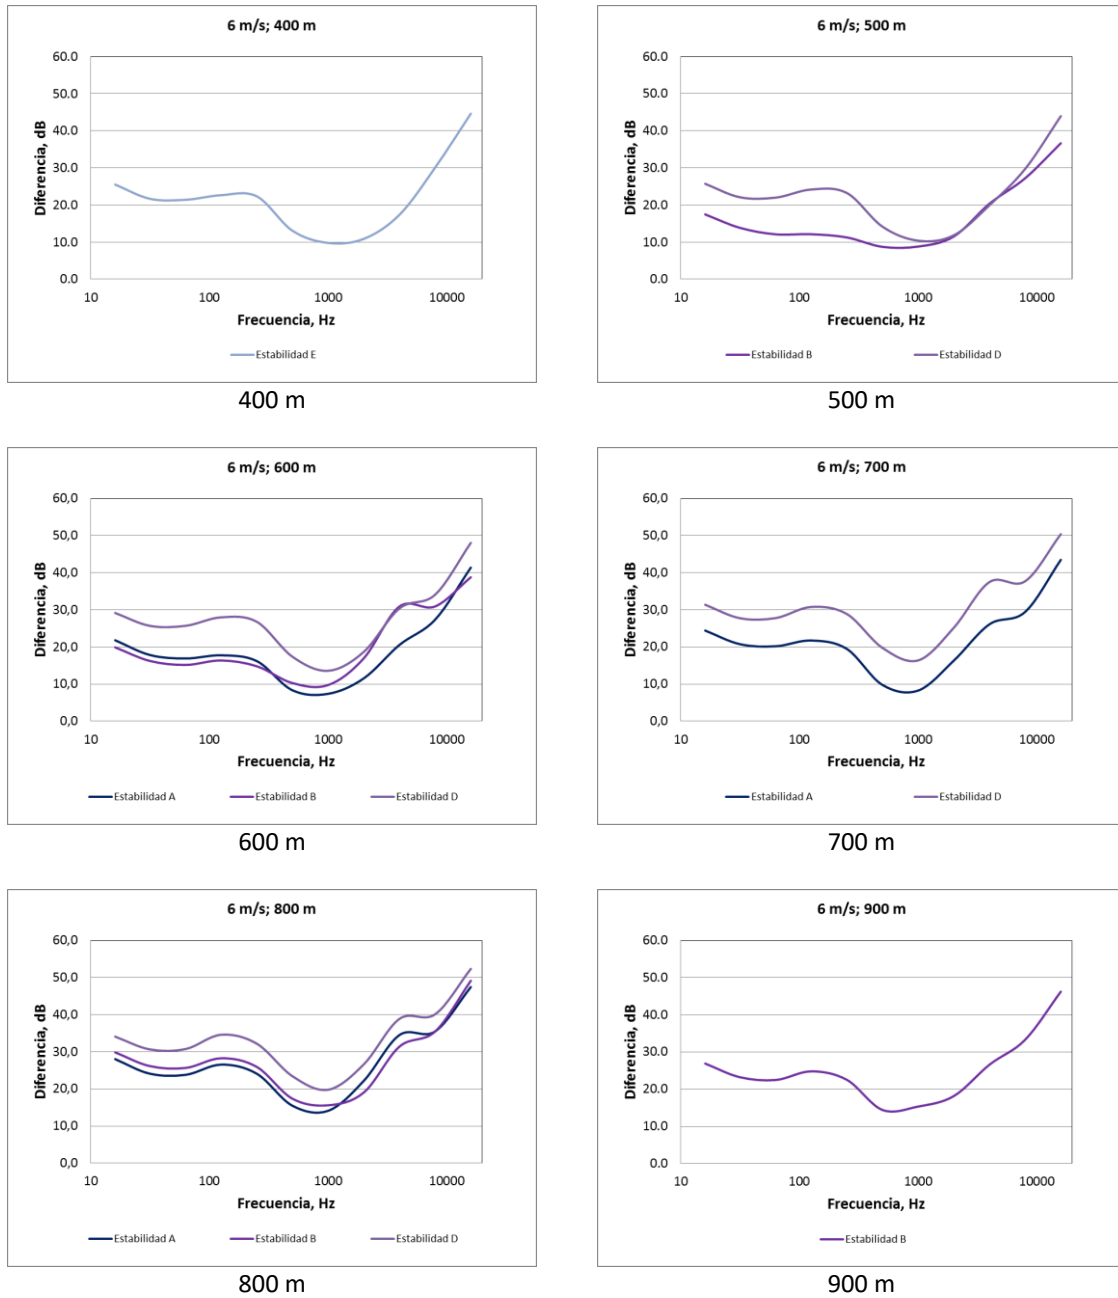 6 m/s; 400 m
60.0
50.0
40.0
30.0
20.0
10.0
0.0
Diferencia, dB
10 100 1000 10000
Frecuencia, Hz
Estabilidad E
400 m
6 m/s; 500 m
60.0
50.0
40.0
30.0
20.0
10.0
0.0
Diferencia, dB
10 100 1000 10000
Frecuencia, Hz
Estabilidad B Estabilidad D
500 m
6 m/s; 600 m
60,0
50,0
40,0
30,0
20,0
10,0
0,0
Diferencia, dB
10 100 1000 10000
Frecuencia, Hz
Estabilidad A Estabilidad B Estabilidad D
600 m
6 m/s; 700 m
60,0
50,0
40,0
30,0
20,0
10,0
0,0
Diferencia, dB
10 100 1000 10000
Frecuencia, Hz
Estabilidad A Estabilidad D
700 m
6 m/s; 800 m
60,0
50,0
40,0
30,0
20,0
10,0
0,0
Diferencia, dB
10 100 1000 10000
Frecuencia, Hz
Estabilidad A Estabilidad B Estabilidad D
800 m
6 m/s; 900 m
60.0
50.0
40.0
30.0
20.0
10.0
0.0
Diferencia, dB
10 100 1000 10000
Frecuencia, Hz
Estabilidad B
900 m